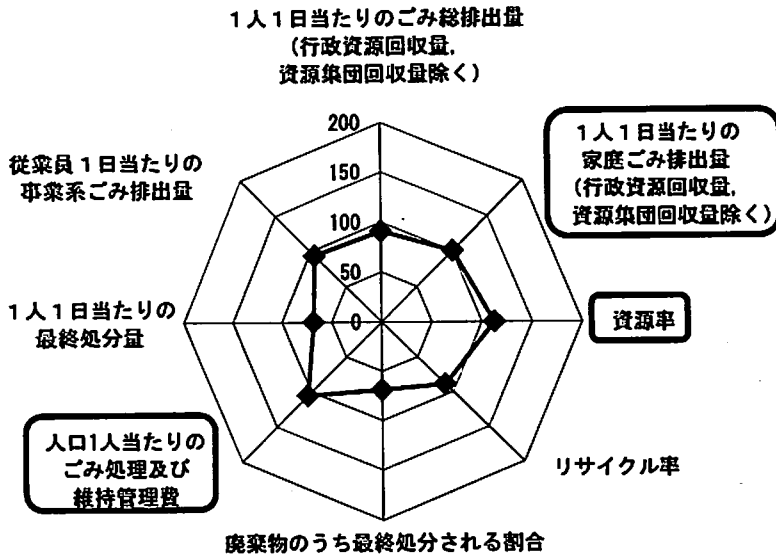 1人1日当たりのごみ総排出量
(行政資源回収量,
資源集団回収量除く)
1人1日当たりの
家庭ごみ排出量
(行政資源回収量,
資源集団回収量除く)
従業員1日当たりの
事業系ごみ排出量
200
150
100
50
0
1人1日当たりの
最終処分量
資源率
人口1人当たりの
ごみ処理及び
維持管理費
リサイクル率
廃棄物のうち最終処分される割合